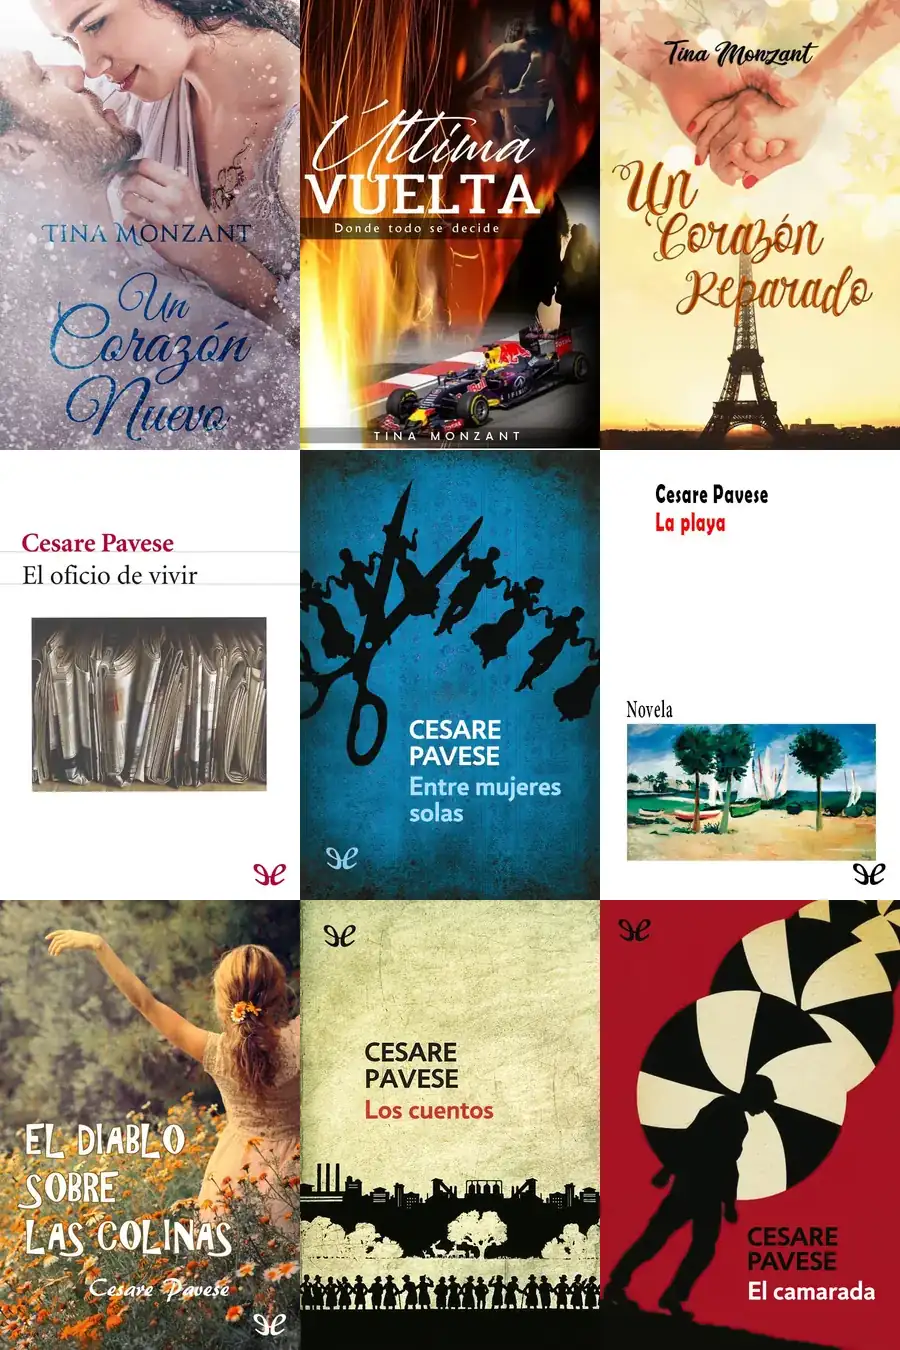 TINA MONZANT
Un
Corazón
Nuevo
Última
VUELTA
Donde todo se decide
TINA MONZANT
Tina Monzant
Un
Corazón
Reparado
Cesare Pavese
El oficio de vivir
CESARE
PAVESE
Entre mujeres
solas
Cesare Pavese
La playa
Novela
EL DIABLO
SOBRE
LAS COLINAS
Cesare Pavese
CESARE
PAVESE
Los cuentos
CESARE
PAVESE
El camarada